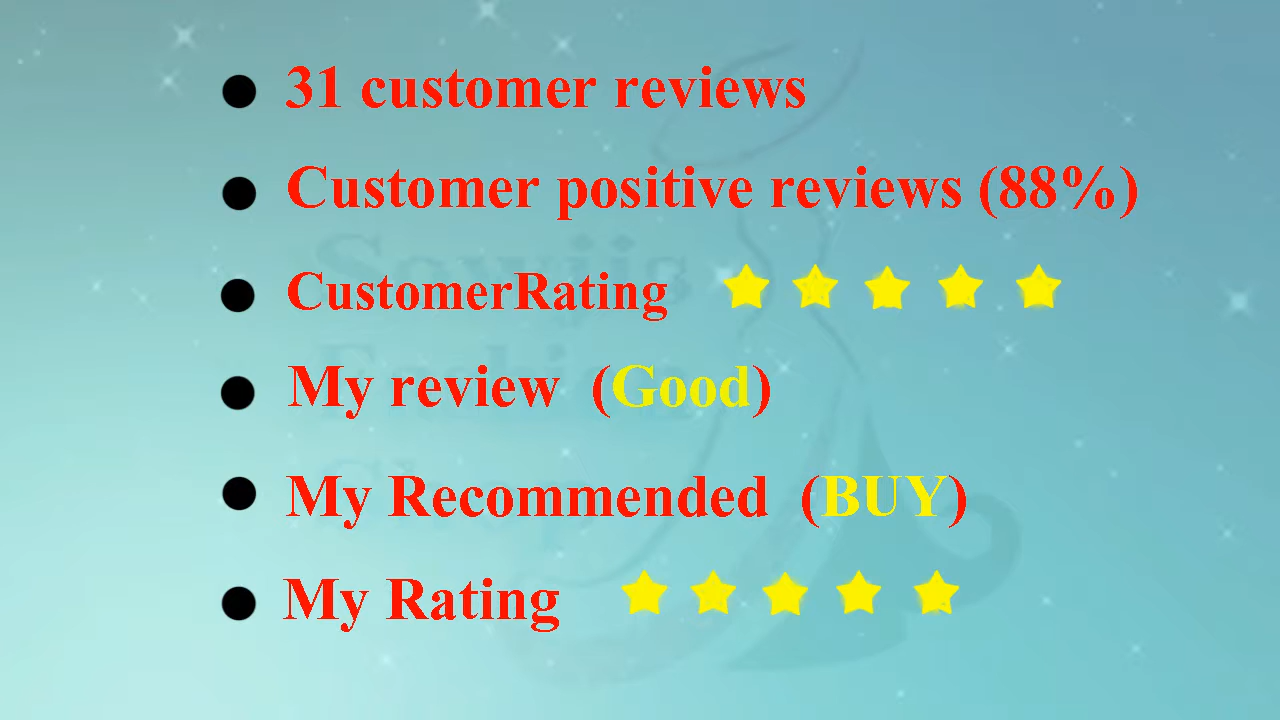 31 customer reviews
Customer positive reviews (88%)
CustomerRating
My review (Good)
My Recommended (BUY)
My Rating